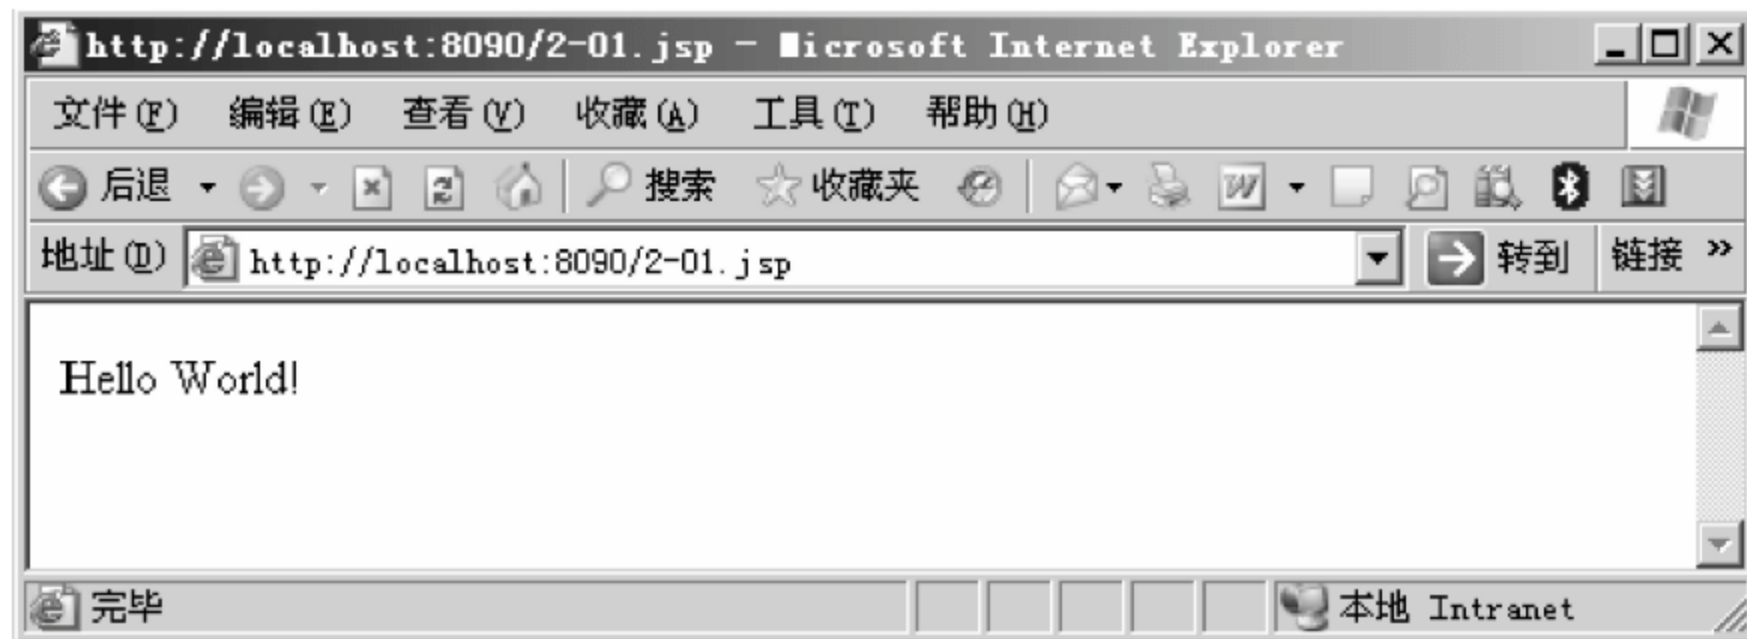 http://localhost:8090/2-01.jsp - Microsoft Internet Explorer
文件(F) 编辑(E) 查看(V) 收藏(A) 工具(T) 帮助(H)
后退 搜索 收藏夹 W
地址(D) http://localhost:8090/2-01.jsp 转到 链接 »
Hello World!
完毕 本地 Intranet